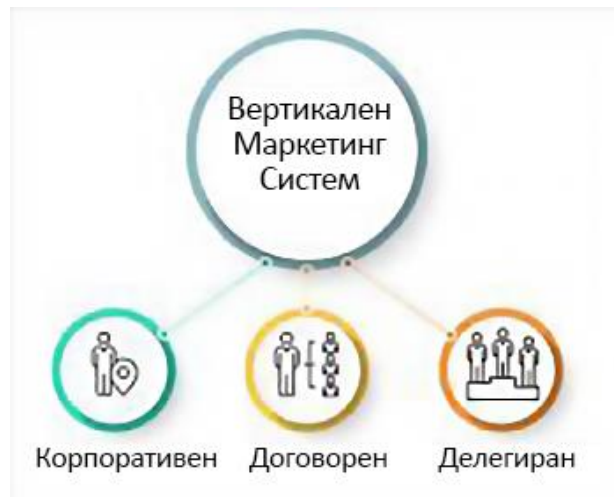 Вертикален
Маркетинг
Систем
Корпоративен
Договорен
Делегиран